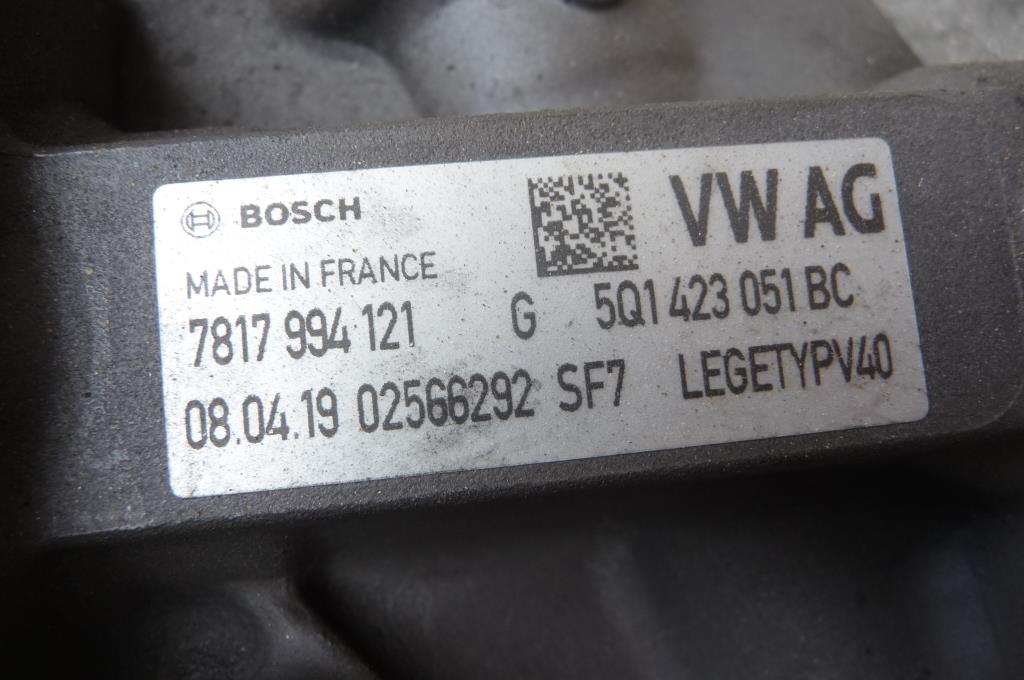 BOSCH VW AG
MADE IN FRANCE
7817 994 121 G 5Q1 423 051 BC
08.04.19 02566292 SF7 LEGETYPV40